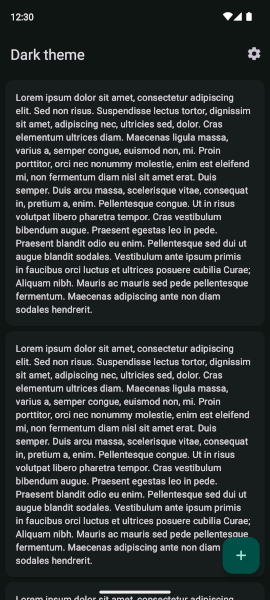 12:30
Dark theme
Lorem ipsum dolor sit amet, consectetur adipiscing
elit. Sed non risus. Suspendisse lectus tortor, dignissim
sit amet, adipiscing nec, ultricies sed, dolor. Cras
elementum ultrices diam. Maecenas ligula massa,
varius a, semper congue, euismod non, mi. Proin
porttitor, orci nec nonummy molestie, enim est eleifend
mi, non fermentum diam nisl sit amet erat. Duis
semper. Duis arcu massa, scelerisque vitae, consequat
in, pretium a, enim. Pellentesque congue. Ut in risus
volutpat libero pharetra tempor. Cras vestibulum
bibendum augue. Praesent egestas leo in pede.
Praesent blandit odio eu enim. Pellentesque sed dui ut
augue blandit sodales. Vestibulum ante ipsum primis
in faucibus orci luctus et ultrices posuere cubilia Curae;
Aliquam nibh. Mauris ac mauris sed pede pellentesque
fermentum. Maecenas adipiscing ante non diam
sodales hendrerit.
Lorem ipsum dolor sit amet, consectetur adipiscing
elit. Sed non risus. Suspendisse lectus tortor, dignissim
sit amet, adipiscing nec, ultricies sed, dolor. Cras
elementum ultrices diam. Maecenas ligula massa,
varius a, semper congue, euismod non, mi. Proin
porttitor, orci nec nonummy molestie, enim est eleifend
mi, non fermentum diam nisl sit amet erat. Duis
semper. Duis arcu massa, scelerisque vitae, consequat
in, pretium a, enim. Pellentesque congue. Ut in risus
volutpat libero pharetra tempor. Cras vestibulum
bibendum augue. Praesent egestas leo in pede.
Praesent blandit odio eu enim. Pellentesque sed dui ut
augue blandit sodales. Vestibulum ante ipsum primis
in faucibus orci luctus et ultrices posuere cubilia
Aliquam nibh. Mauris ac mauris sed pede pellentesque
fermentum. Maecenas adipiscing ante non diam
sodales hendrerit.
Lorem ipsum dolor sit amet, consectetur adipiscing